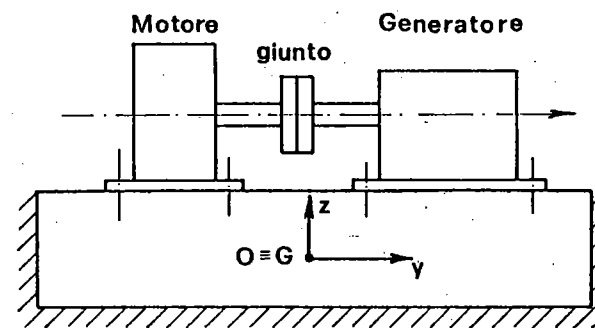 Motore
Generatore
giunto
z
O ≡ G
y